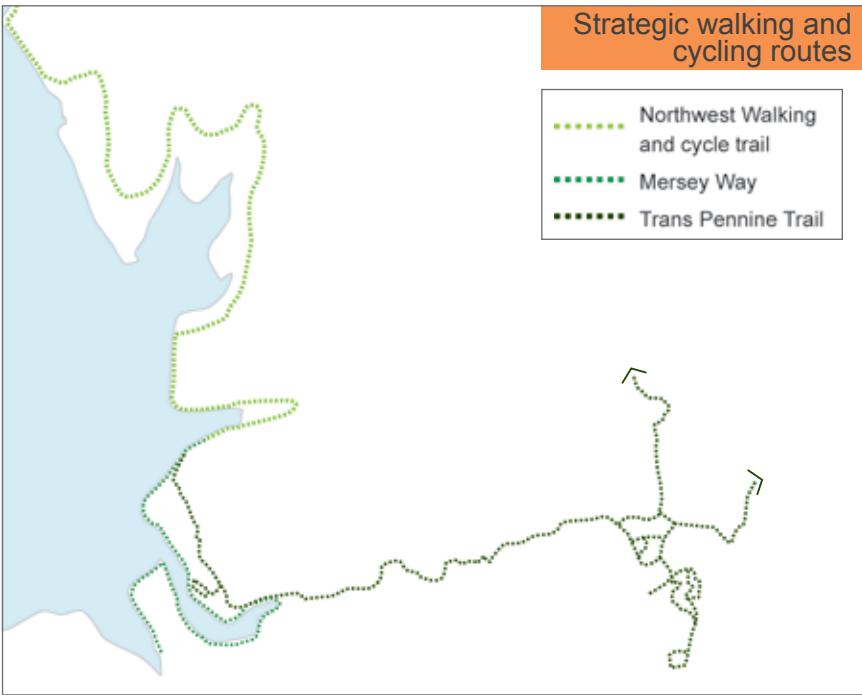 Strategic walking and
cycling routes
Northwest Walking
and cycle trail
Mersey Way
Trans Pennine Trail